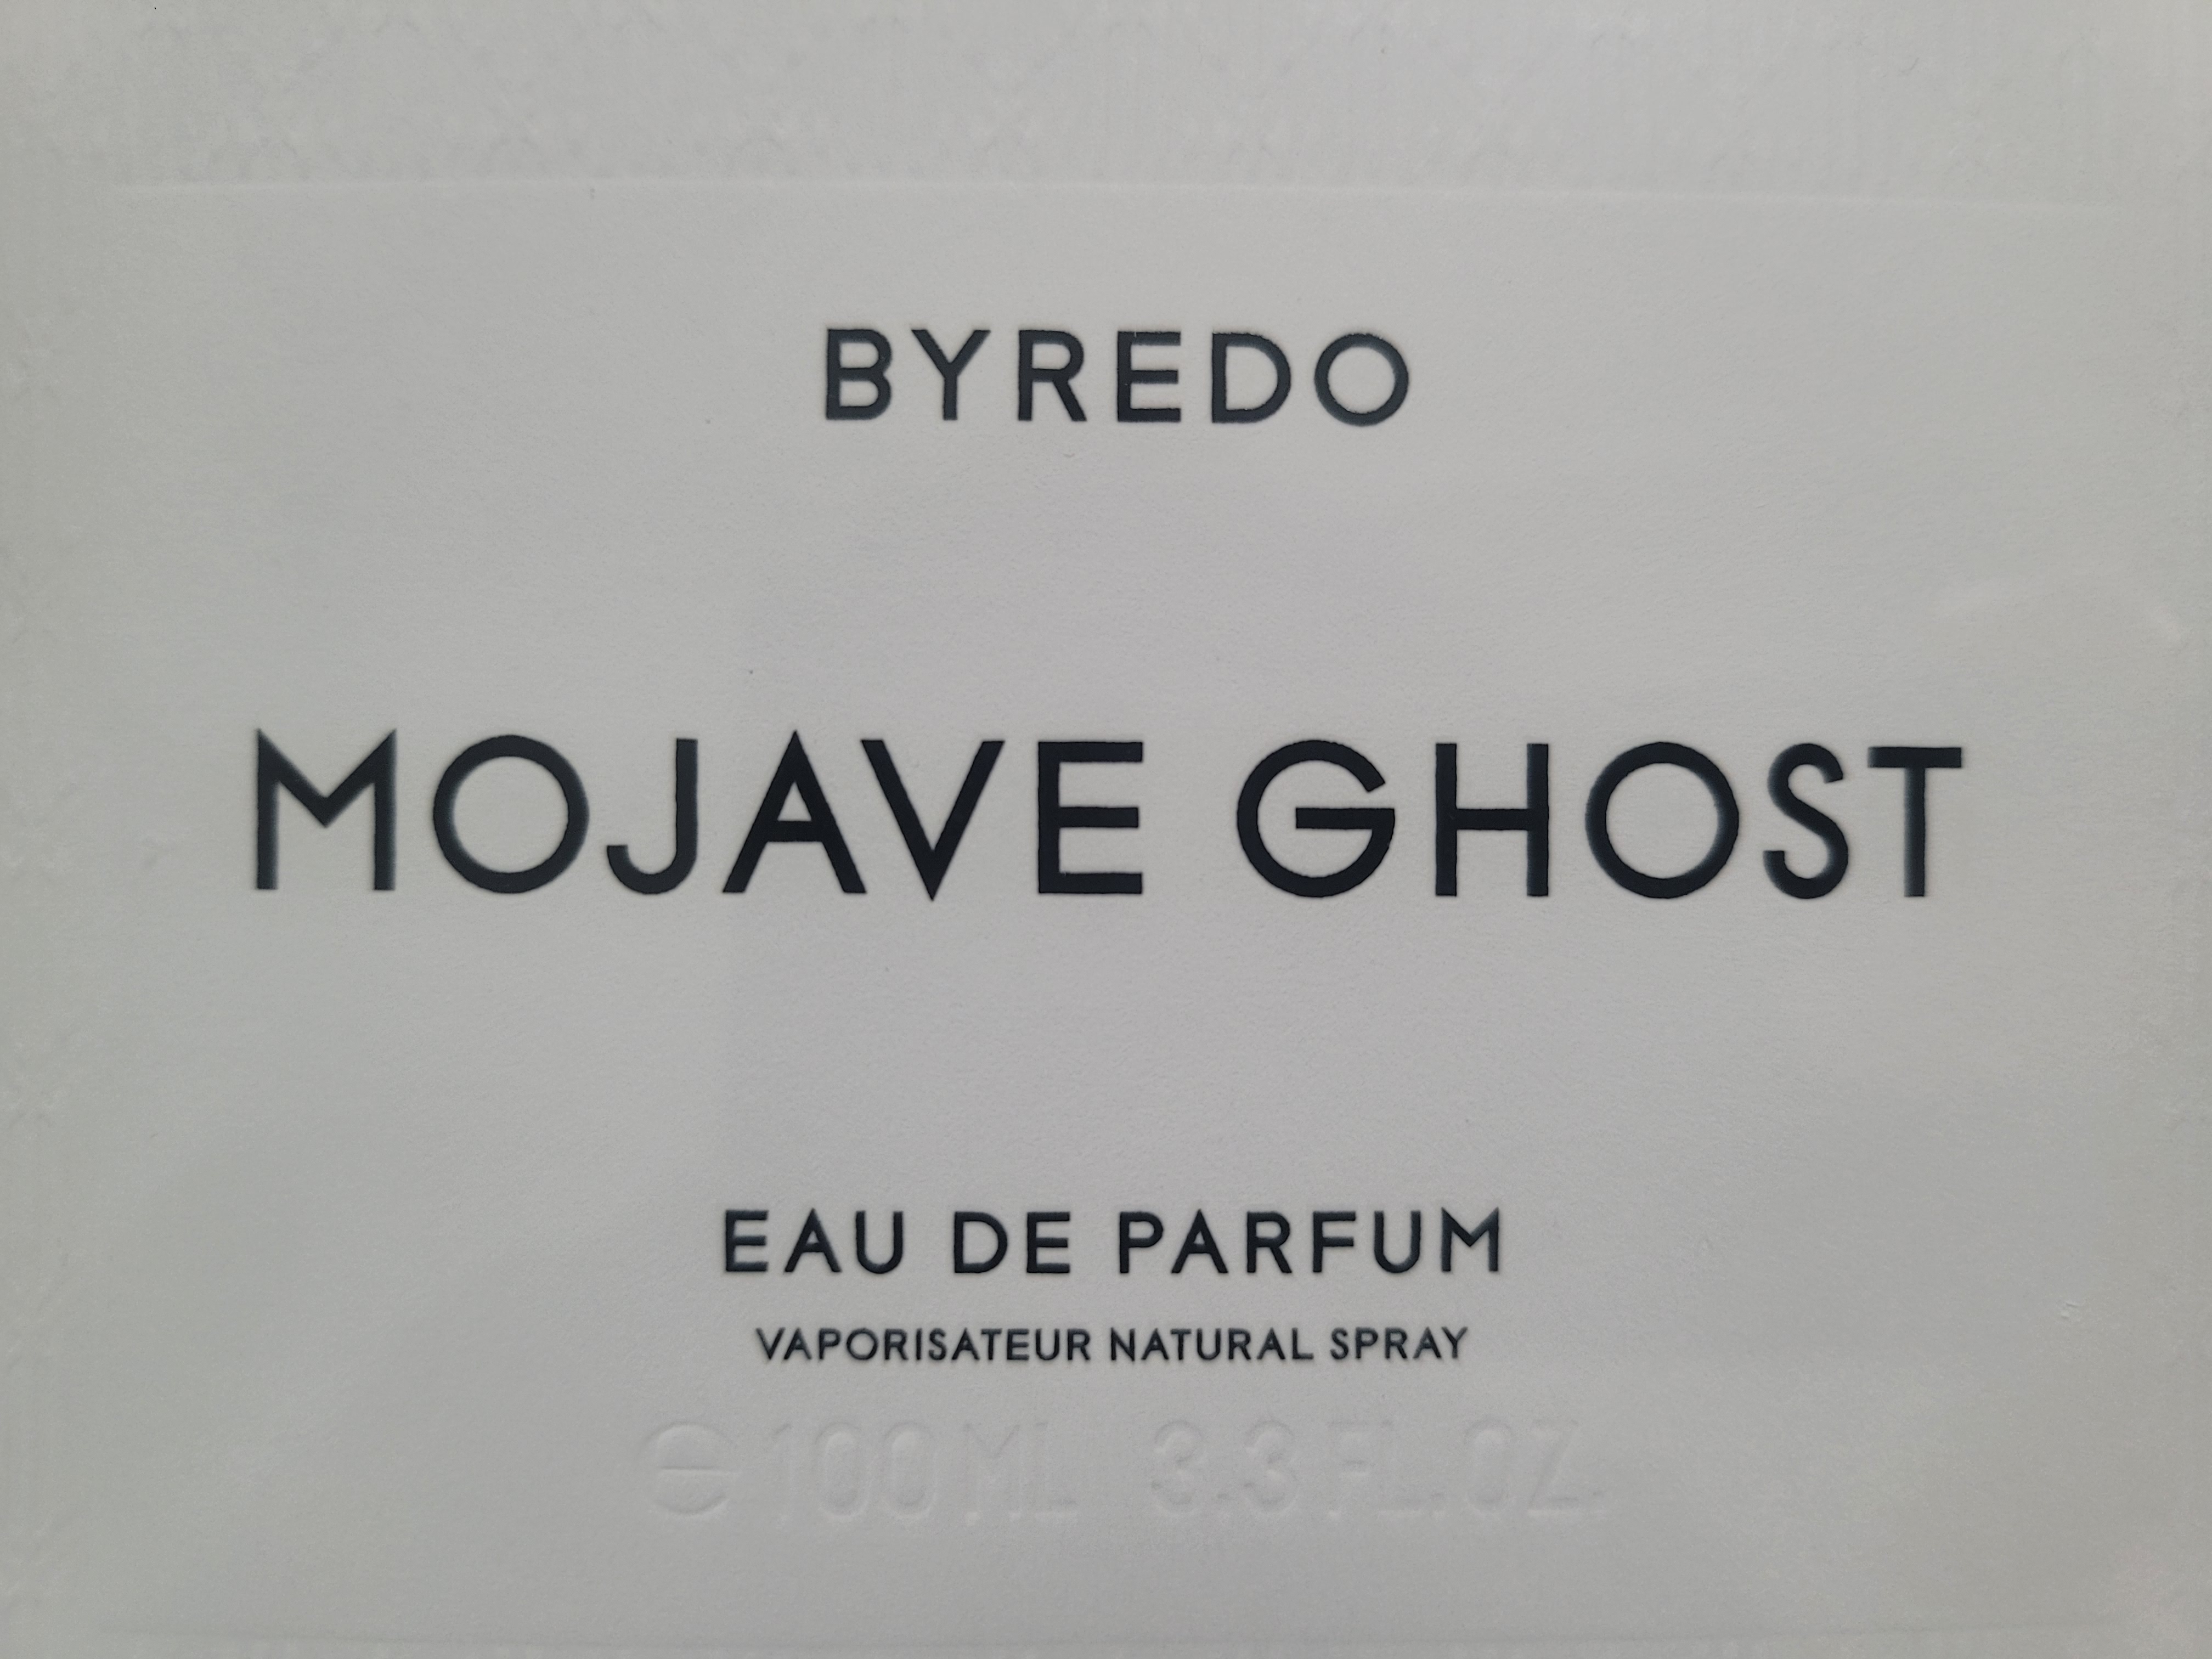 BYREDO
MOJAVE GHOST
EAU DE PARFUM
VAPORISATEUR NATURAL SPRAY
℮100 ML 3.3 FL.OZ.